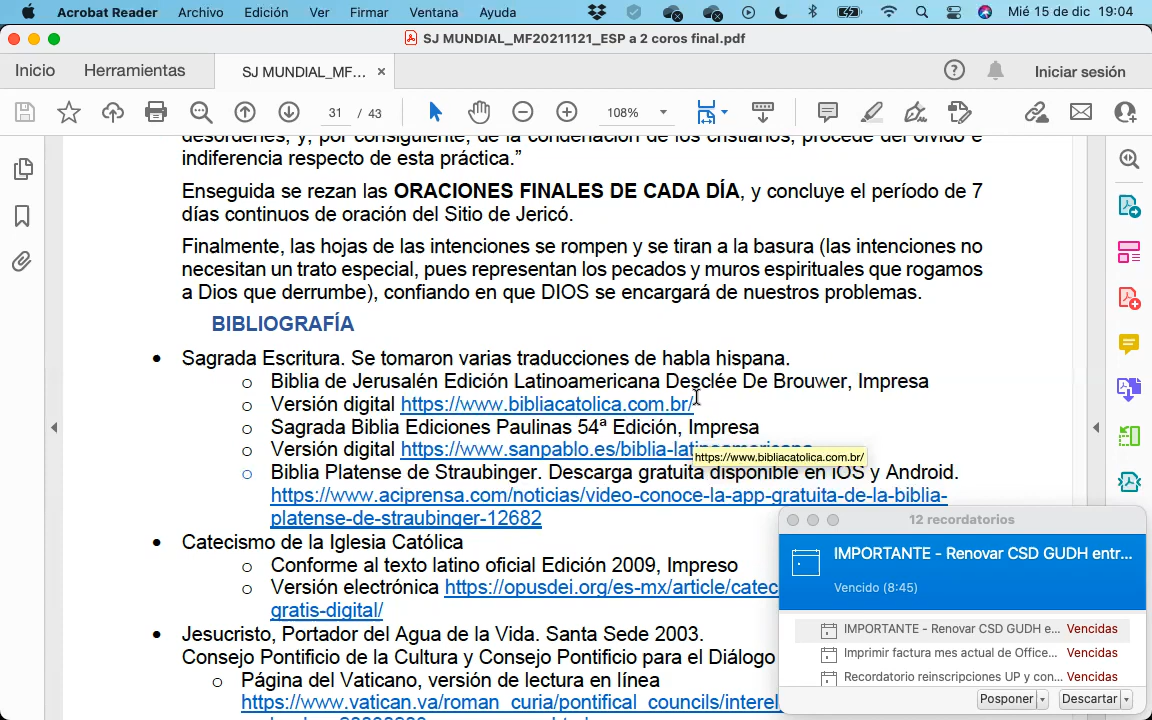 Acrobat Reader Archivo Edición Ver Firmar Ventana Ayuda Mié 15 de dic 19:04
SJ MUNDIAL_MF20211121_ESP a 2 coros final.pdf
Inicio Herramientas SJ MUNDIAL_MF... × Iniciar sesión
31 / 43 108%
desórdenes, y, por consiguiente, de la condenación de los cristianos, procede del olvido e
indiferencia respecto de esta práctica.”
Enseguida se rezan las ORACIONES FINALES DE CADA DÍA, y concluye el período de 7
días continuos de oración del Sitio de Jericó.
Finalmente, las hojas de las intenciones se rompen y se tiran a la basura (las intenciones no
necesitan un trato especial, pues representan los pecados y muros espirituales que rogamos
a Dios que derrumbe), confiando en que DIOS se encargará de nuestros problemas.
BIBLIOGRAFÍA
• Sagrada Escritura. Se tomaron varias traducciones de habla hispana.
o Biblia de Jerusalén Edición Latinoamericana Desclée De Brouwer, Impresa
o Versión digital https://www.bibliacatolica.com.br/
o Sagrada Biblia Ediciones Paulinas 54ª Edición, Impresa
o Versión digital https://www.sanpablo.es/biblia-latinoamericana
https://www.bibliacatolica.com.br/
o Biblia Platense de Straubinger. Descarga gratuita disponible en iOS y Android.
https://www.aciprensa.com/noticias/video-conoce-la-app-gratuita-de-la-biblia-
platense-de-straubinger-12682
• Catecismo de la Iglesia Católica
o Conforme al texto latino oficial Edición 2009, Impreso
o Versión electrónica https://opusdei.org/es-mx/article/catec
gratis-digital/
• Jesucristo, Portador del Agua de la Vida. Santa Sede 2003.
Consejo Pontificio de la Cultura y Consejo Pontificio para el Diálogo
o Página del Vaticano, versión de lectura en línea
https://www.vatican.va/roman_curia/pontifical_councils/interel
12 recordatorios
IMPORTANTE - Renovar CSD GUDH entr...
Vencido (8:45)
IMPORTANTE - Renovar CSD GUDH e... Vencidas
Imprimir factura mes actual de Office... Vencidas
Recordatorio reinscripciones UP y con... Vencidas
Posponer Descartar